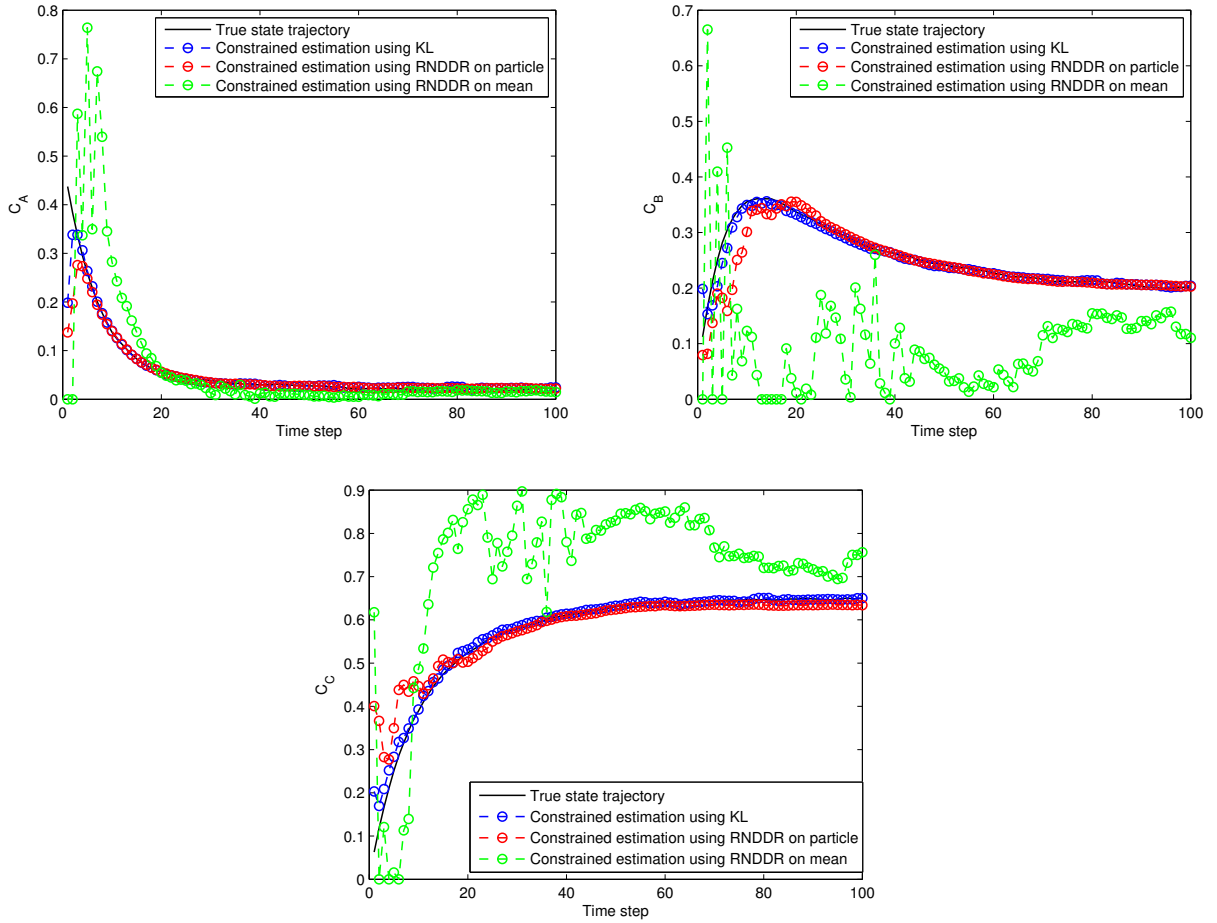 0.8
0.7
0.6
0.5
0.4
0.3
0.2
0.1
0
C_A
0 20 40 60 80 100
Time step
True state trajectory
Constrained estimation using KL
Constrained estimation using RNDDR on particle
Constrained estimation using RNDDR on mean
0.7
0.6
0.5
0.4
0.3
0.2
0.1
0
C_B
0 20 40 60 80 100
Time step
True state trajectory
Constrained estimation using KL
Constrained estimation using RNDDR on particle
Constrained estimation using RNDDR on mean
0.9
0.8
0.7
0.6
0.5
0.4
0.3
0.2
0.1
0
C_C
0 20 40 60 80 100
Time step
True state trajectory
Constrained estimation using KL
Constrained estimation using RNDDR on particle
Constrained estimation using RNDDR on mean